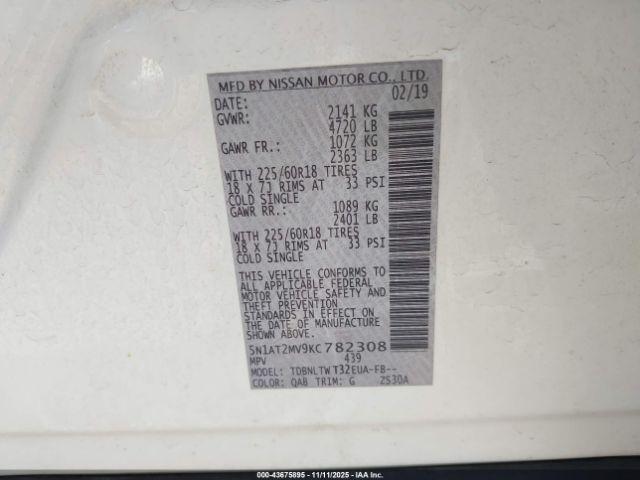 MFD BY NISSAN MOTOR CO., LTD.
DATE: 02/19
GVWR: 2141 KG
4720 LB
GAWR FR.: 1072 KG
2363 LB
WITH 225/60R18 TIRES
18 X 7J RIMS AT 33 PSI
COLD SINGLE
GAWR RR.: 1089 KG
2401 LB
WITH 225/60R18 TIRES
18 X 7J RIMS AT 33 PSI
COLD SINGLE
THIS VEHICLE CONFORMS TO
ALL APPLICABLE FEDERAL
MOTOR VEHICLE SAFETY AND
THEFT PREVENTION
STANDARDS IN EFFECT ON
THE DATE OF MANUFACTURE
SHOWN ABOVE.
5N1AT2MV9KC782308
MPV 439
MODEL: TDBNLTW T32EUA-FB--
COLOR: QAB TRIM: G ZS30A
000-43675895 - 11/11/2025 - IAA Inc.